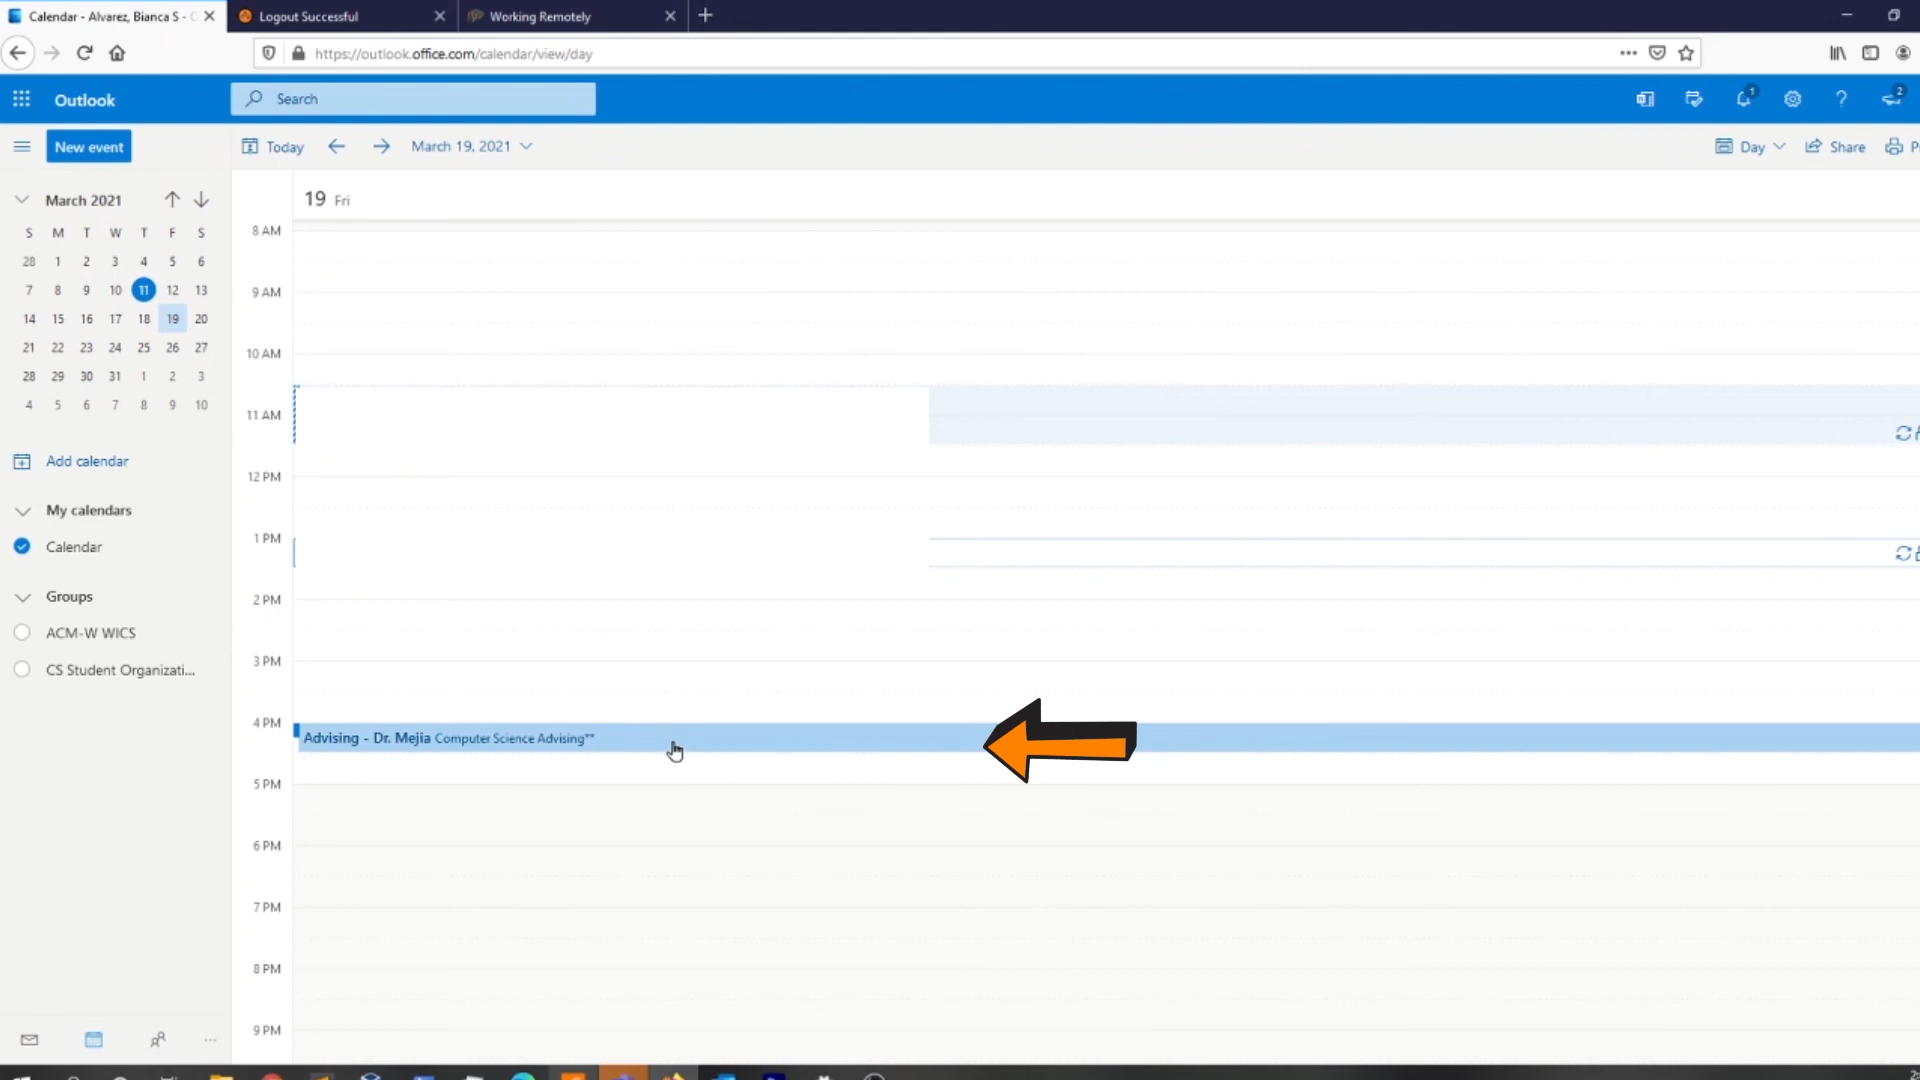 Calendar - Alvarez, Bianca S -
Logout Successful
Working Remotely
https://outlook.office.com/calendar/view/day
Outlook
Search
1
2
New event
Today
March 19, 2021
Day
Share
March 2021
S M T W T F S
28 1 2 3 4 5 6
7 8 9 10 11 12 13
14 15 16 17 18 19 20
21 22 23 24 25 26 27
28 29 30 31 1 2 3
4 5 6 7 8 9 10
Add calendar
My calendars
Calendar
Groups
ACM-W WICS
CS Student Organizati...
19 Fri
8 AM
9 AM
10 AM
11 AM
12 PM
1 PM
2 PM
3 PM
4 PM
Advising - Dr. Mejia Computer Science Advising**
5 PM
6 PM
7 PM
8 PM
9 PM